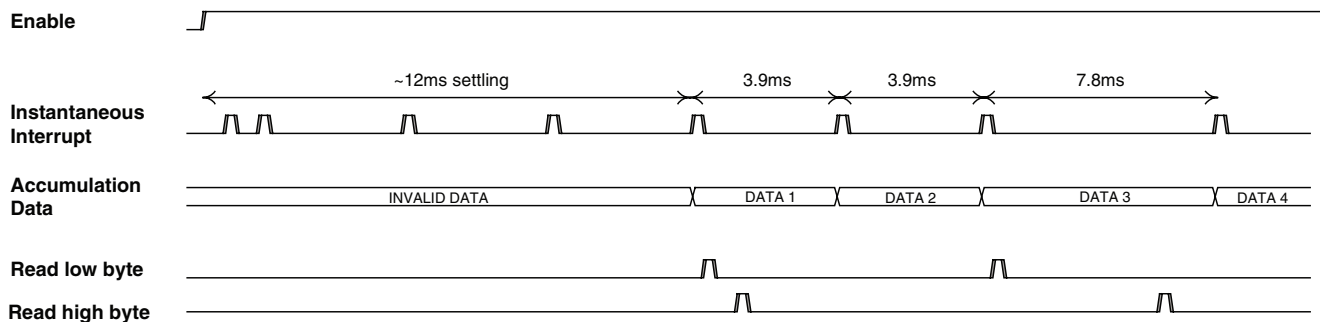 Enable
~12ms settling 3.9ms 3.9ms 7.8ms
Instantaneous
Interrupt
Accumulation
Data
INVALID DATA DATA 1 DATA 2 DATA 3 DATA 4
Read low byte
Read high byte